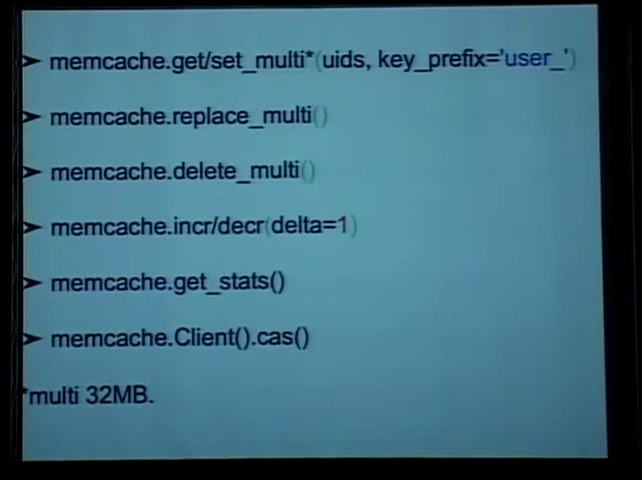 ➤ memcache.get/set_multi*(uids, key_prefix='user_')
➤ memcache.replace_multi()
➤ memcache.delete_multi()
➤ memcache.incr/decr(delta=1)
➤ memcache.get_stats()
➤ memcache.Client().cas()
*multi 32MB.